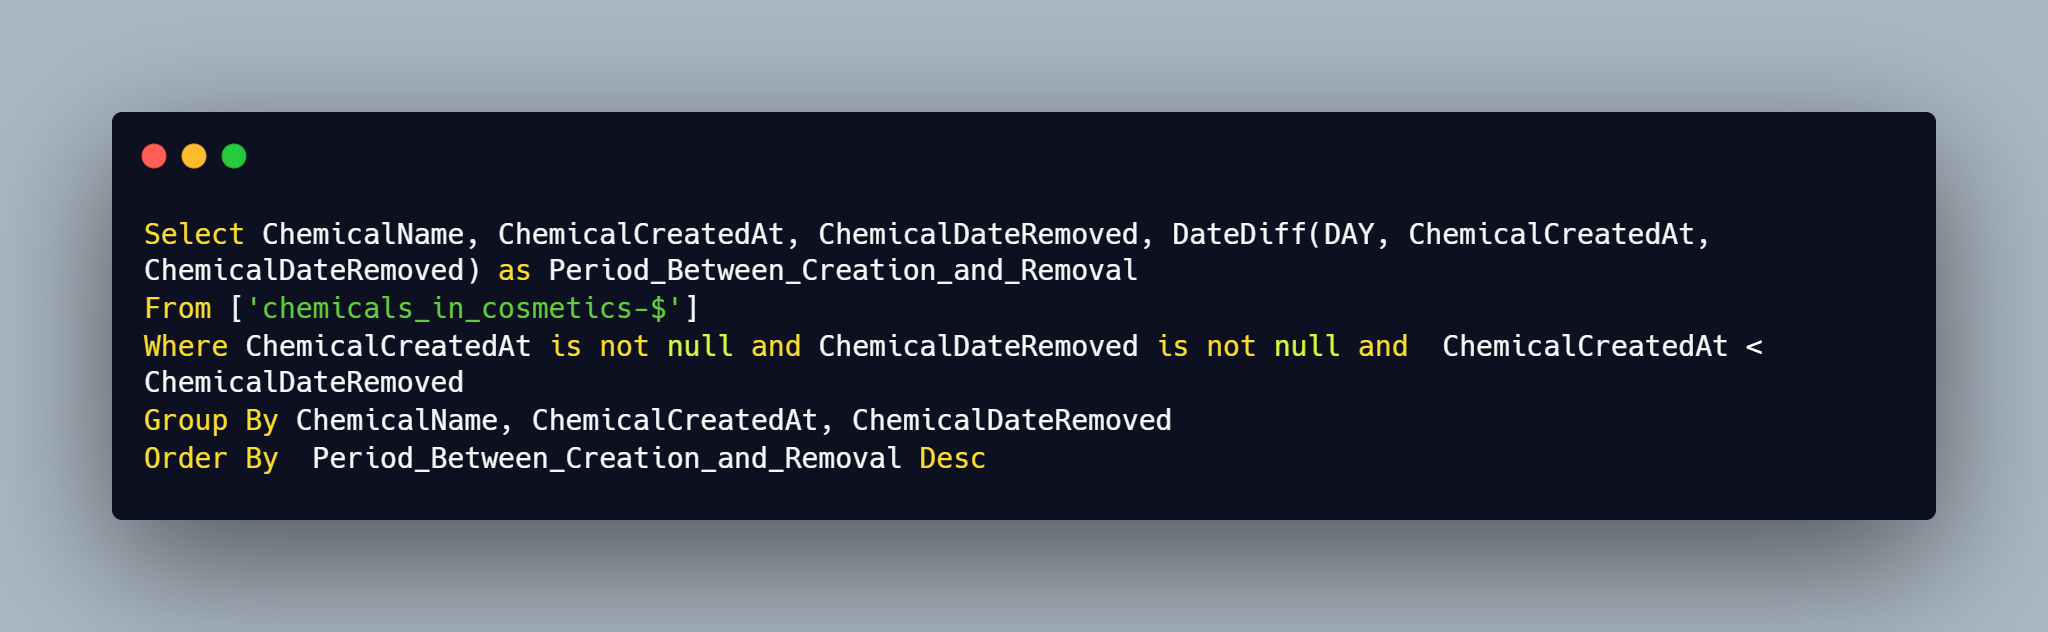 Select ChemicalName, ChemicalCreatedAt, ChemicalDateRemoved, DateDiff(DAY, ChemicalCreatedAt,
ChemicalDateRemoved) as Period_Between_Creation_and_Removal
From ['chemicals_in_cosmetics-$']
Where ChemicalCreatedAt is not null and ChemicalDateRemoved is not null and  ChemicalCreatedAt <
ChemicalDateRemoved
Group By ChemicalName, ChemicalCreatedAt, ChemicalDateRemoved
Order By  Period_Between_Creation_and_Removal Desc